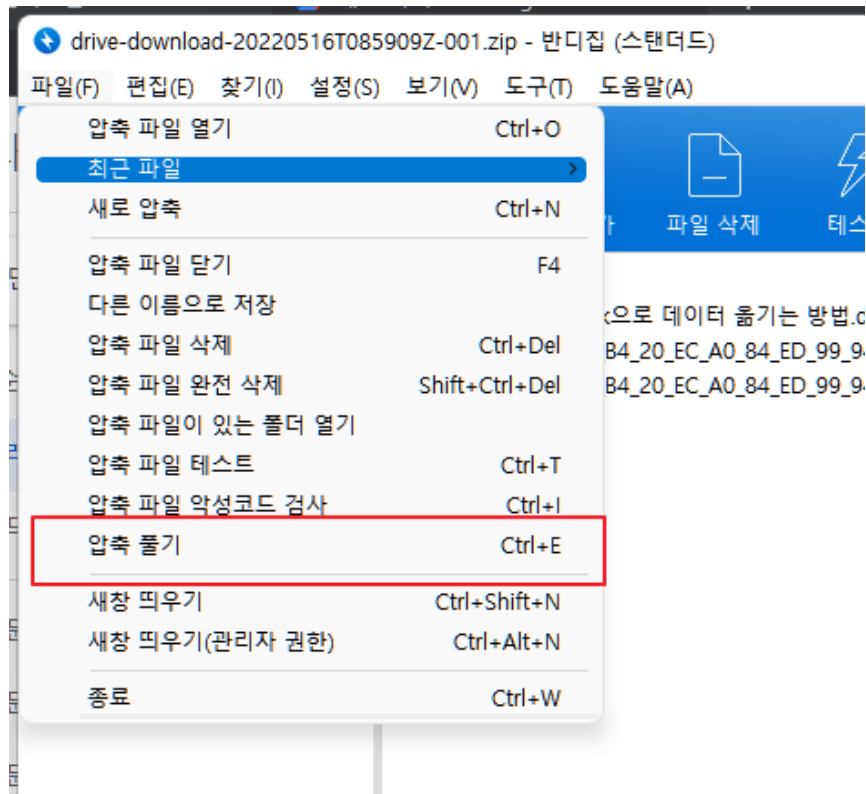 drive-download-20220516T085909Z-001.zip - 반디집 (스탠더드)
파일(F) 편집(E) 찾기(I) 설정(S) 보기(V) 도구(T) 도움말(A)
압축 파일 열기 Ctrl+O
최근 파일
새로 압축 Ctrl+N
파일 삭제
압축 파일 닫기 F4
다른 이름으로 저장
으로 데이터 옮기는 방법.
압축 파일 삭제 Ctrl+Del
B4_20_EC_A0_84_ED_99_9
압축 파일 완전 삭제 Shift+Ctrl+Del
B4_20_EC_A0_84_ED_99_9
압축 파일이 있는 폴더 열기
압축 파일 테스트 Ctrl+T
압축 파일 악성코드 검사 Ctrl+I
압축 풀기 Ctrl+E
새창 띄우기 Ctrl+Shift+N
새창 띄우기(관리자 권한) Ctrl+Alt+N
종료 Ctrl+W